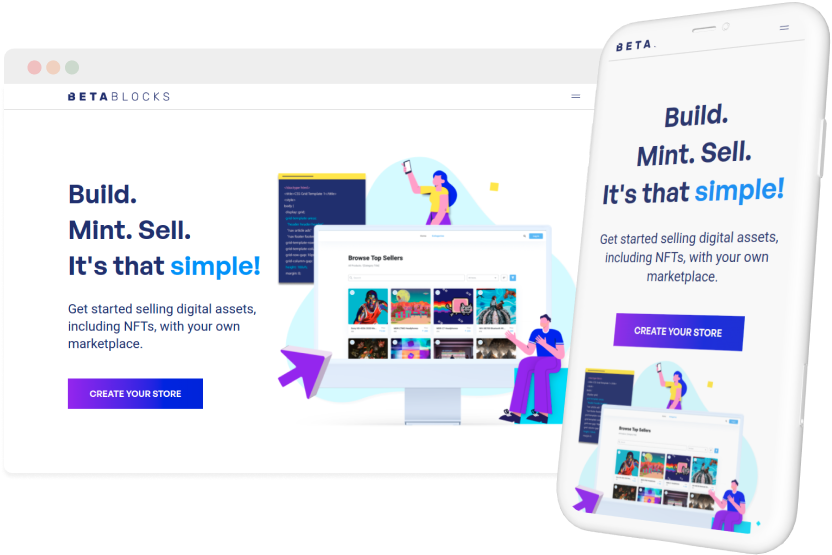 BETABLOCKS
Build.
Mint. Sell.
It's that simple!
Get started selling digital assets,
including NFTs, with your own
marketplace.
CREATE YOUR STORE
Browse Top Sellers
BETA.
Build.
Mint. Sell.
It's that simple!
Get started selling digital assets,
including NFTs, with your own
marketplace.
CREATE YOUR STORE
Browse Top Sellers